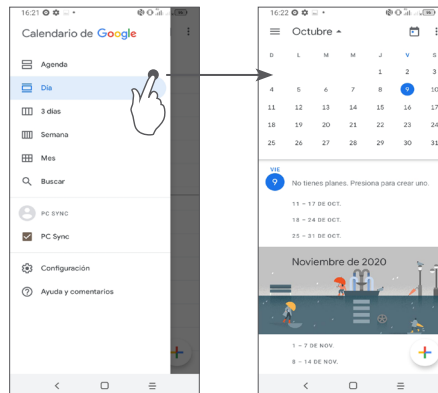 16:21
Calendario de Google
Agenda
Día
3 días
Semana
Mes
Buscar
PC SYNC
PC Sync
Configuración
Ayuda y comentarios
16:22
Octubre
D L M M J V S
1 2 3
4 5 6 7 8 9 10
11 12 13 14 15 16 17
18 19 20 21 22 23 24
25 26 27 28 29 30 31
VIE
9 No tienes planes. Presiona para crear uno.
11 – 17 DE OCT.
18 – 24 DE OCT.
25 – 31 DE OCT.
Noviembre de 2020
1 – 7 DE NOV.
8 – 14 DE NOV.